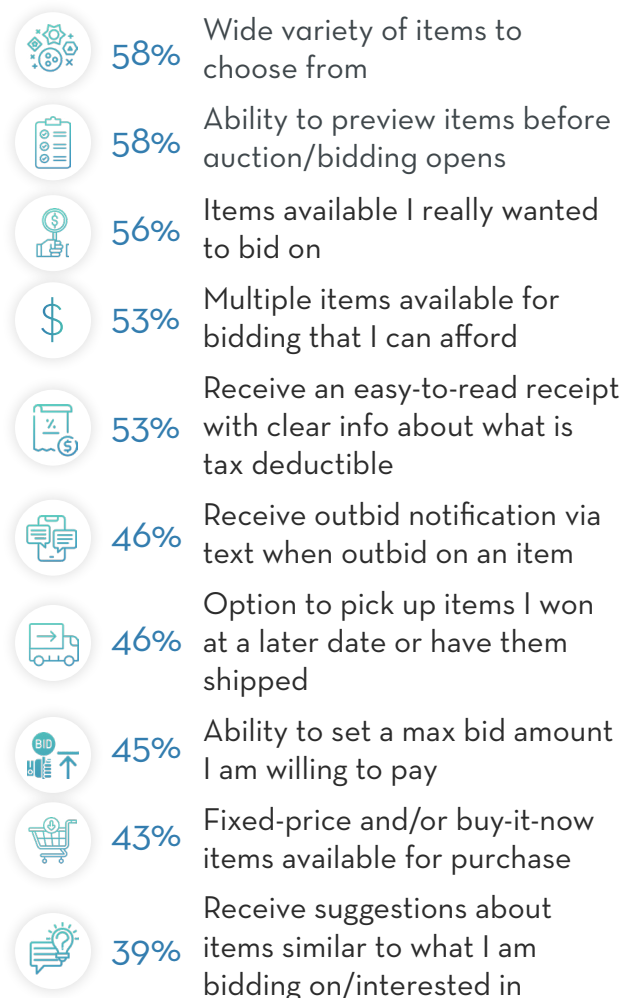 58%
Wide variety of items to
choose from
58%
Ability to preview items before
auction/bidding opens
$
56%
Items available I really wanted
to bid on
$
53%
Multiple items available for
bidding that I can afford
%
$
53%
Receive an easy-to-read receipt
with clear info about what is
tax deductible
46%
Receive outbid notification via
text when outbid on an item
46%
Option to pick up items I won
at a later date or have them
shipped
BID
45%
Ability to set a max bid amount
I am willing to pay
43%
Fixed-price and/or buy-it-now
items available for purchase
39%
Receive suggestions about
items similar to what I am
bidding on/interested in